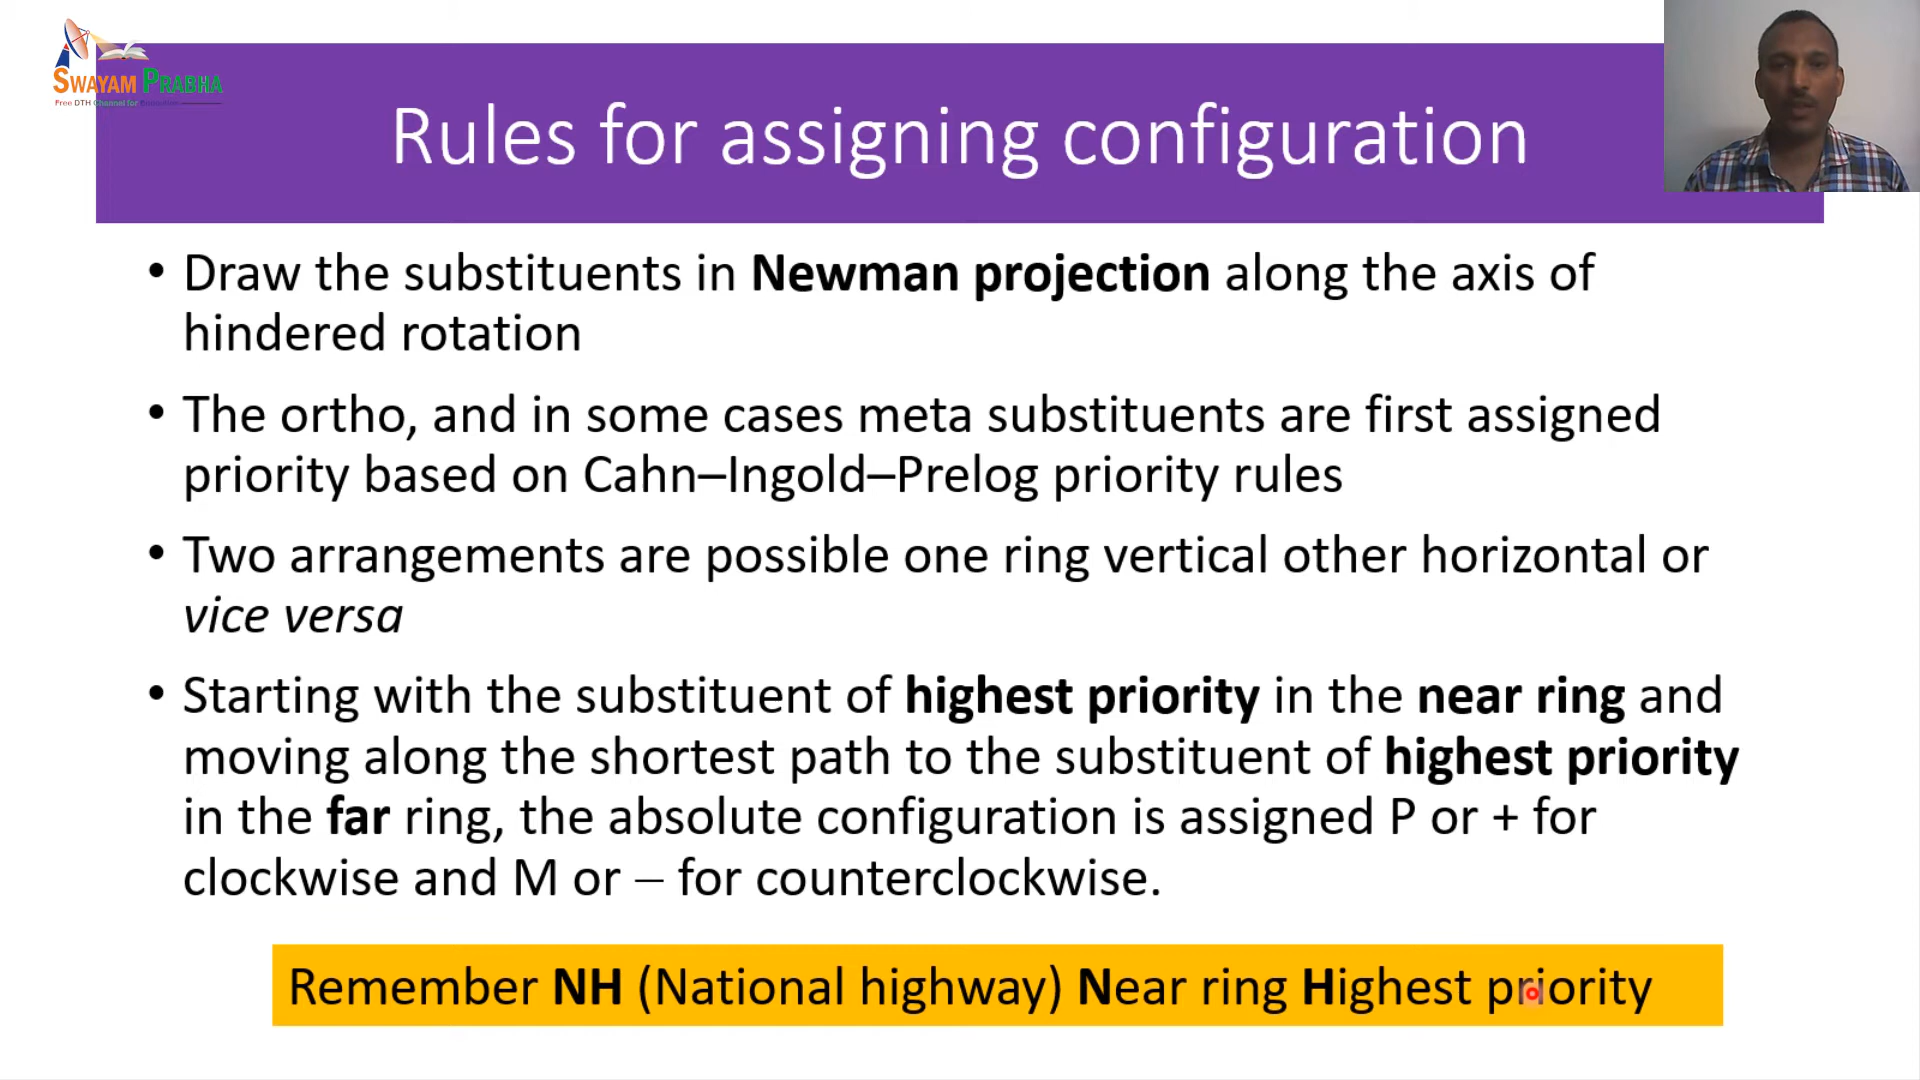 SWAYAM PRABHA
Free DTH Channel for Education
Rules for assigning configuration
• Draw the substituents in Newman projection along the axis of
hindered rotation
• The ortho, and in some cases meta substituents are first assigned
priority based on Cahn–Ingold–Prelog priority rules
• Two arrangements are possible one ring vertical other horizontal or
vice versa
• Starting with the substituent of highest priority in the near ring and
moving along the shortest path to the substituent of highest priority
in the far ring, the absolute configuration is assigned P or + for
clockwise and M or – for counterclockwise.
Remember NH (National highway) Near ring Highest priority